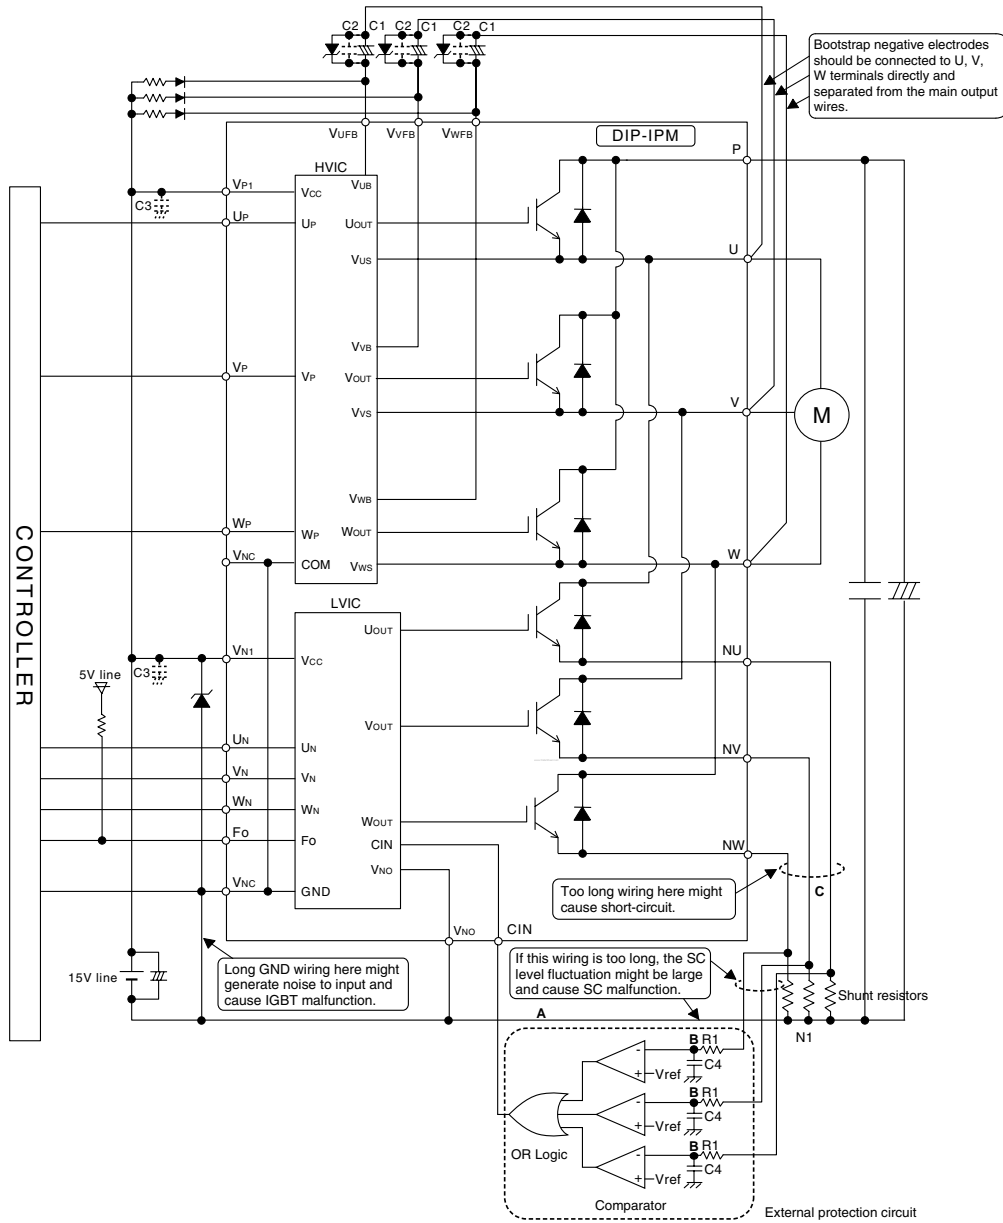 C2 C1 C2 C1 C2 C1
Bootstrap negative electrodes
should be connected to U, V,
W terminals directly and
separated from the main output
wires.
VUFB VVFB VWFB
DIP-IPM
P
HVIC
VP1
C3
VCC
VUB
UP
UP
UOUT
VUS
U
VVB
VP
VP
VOUT
VVS
V
M
VWB
WP
WP
WOUT
VNC
COM
VWS
W
CONTROLLER
LVIC
UOUT
VN1
C3
VCC
NU
5V line
UN
UN
VOUT
NV
VN
VN
WN
WN
WOUT
FO
Fo
CIN
NW
VNC
GND
VNO
Too long wiring here might
cause short-circuit.
C
VNO
CIN
15V line
Long GND wiring here might
generate noise to input and
cause IGBT malfunction.
If this wiring is too long, the SC
level fluctuation might be large
and cause SC malfunction.
Shunt resistors
A
N1
B R1
- 
C4
+
Vref
B R1
-
C4
+
Vref
B R1
-
C4
+
Vref
OR Logic
Comparator
External protection circuit